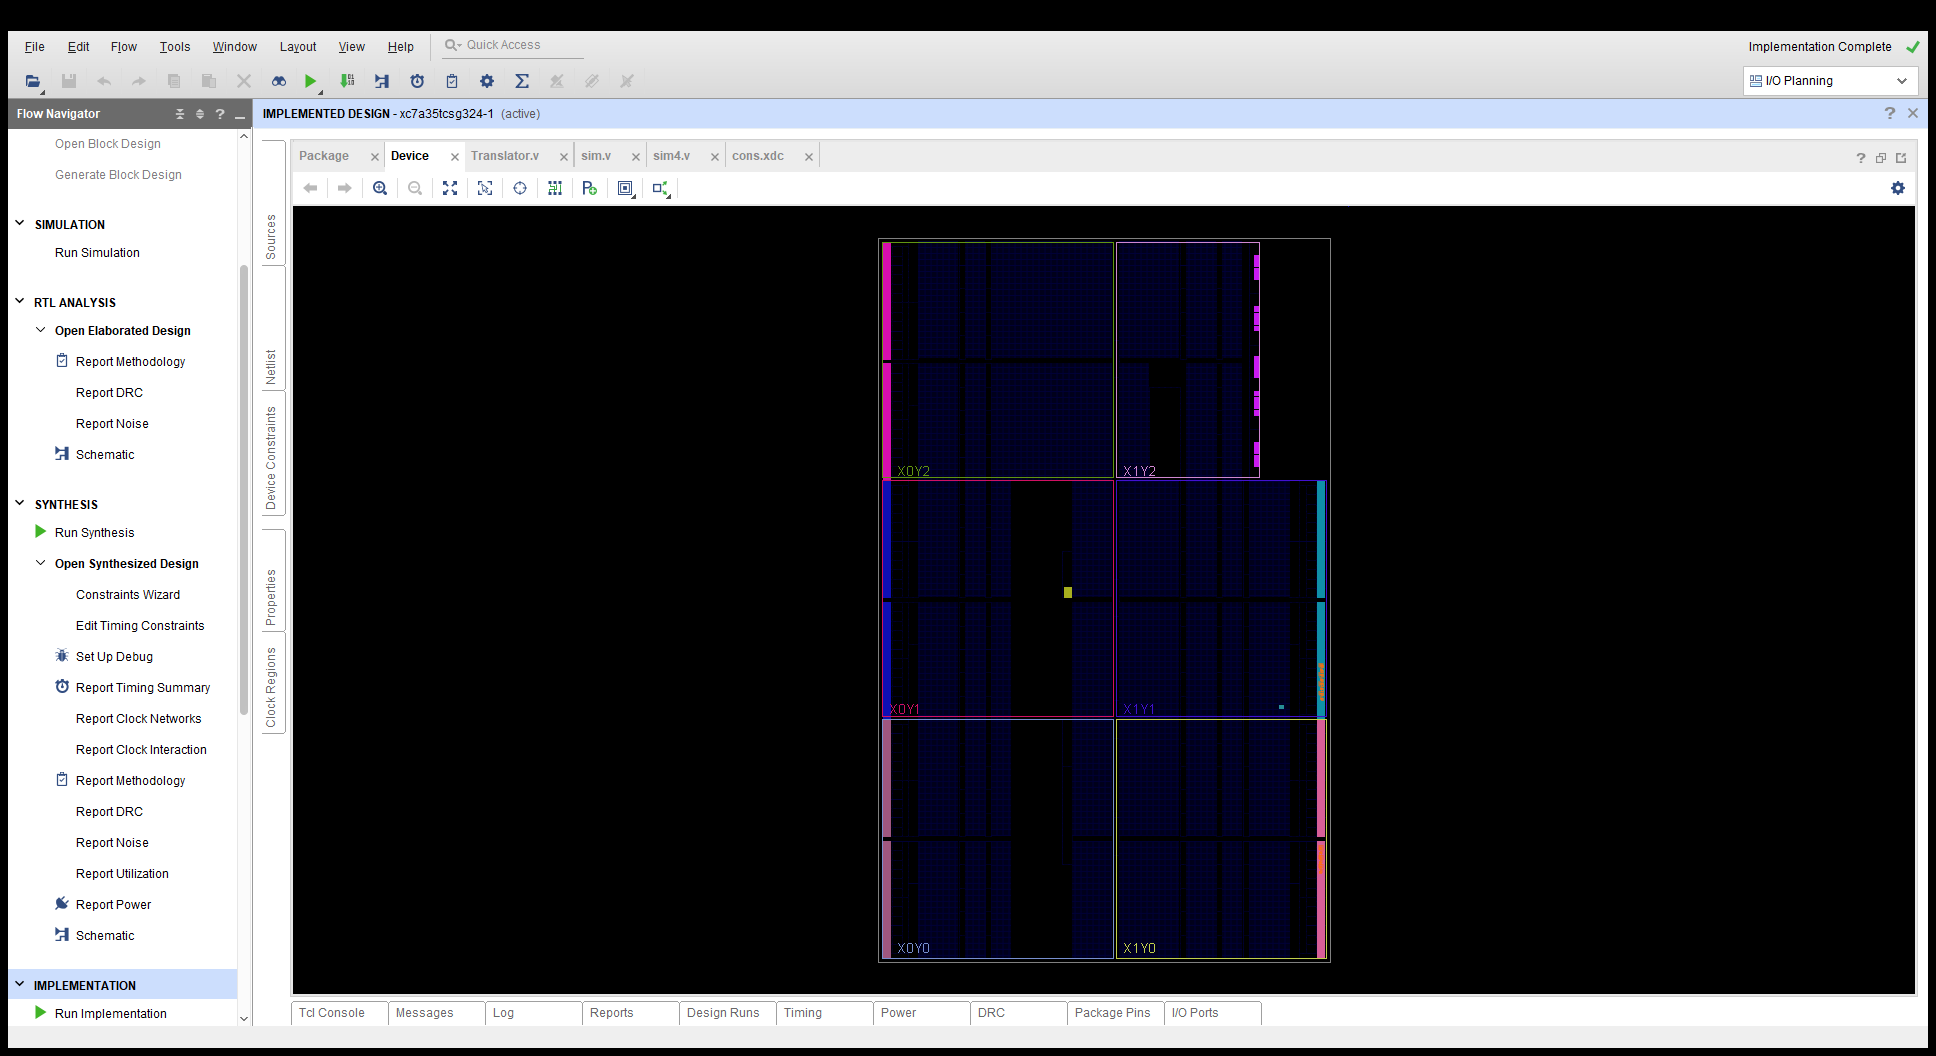 File Edit Flow Tools Window Layout View Help Quick Access Implementation Complete
I/O Planning
Flow Navigator ? IMPLEMENTED DESIGN - xc7a35tcsg324-1 (active) ?
Open Block Design
Generate Block Design
SIMULATION
Run Simulation
RTL ANALYSIS
Open Elaborated Design
Report Methodology
Report DRC
Report Noise
Schematic
SYNTHESIS
Run Synthesis
Open Synthesized Design
Constraints Wizard
Edit Timing Constraints
Set Up Debug
Report Timing Summary
Report Clock Networks
Report Clock Interaction
Report Methodology
Report DRC
Report Noise
Report Utilization
Report Power
Schematic
IMPLEMENTATION
Run Implementation
Sources
Netlist
Device Constraints
Properties
Clock Regions
Package Device Translator.v sim.v sim4.v cons.xdc ?
X0Y2 X1Y2
X0Y1 X1Y1
X0Y0 X1Y0
Tcl Console Messages Log Reports Design Runs Timing Power DRC Package Pins I/O Ports